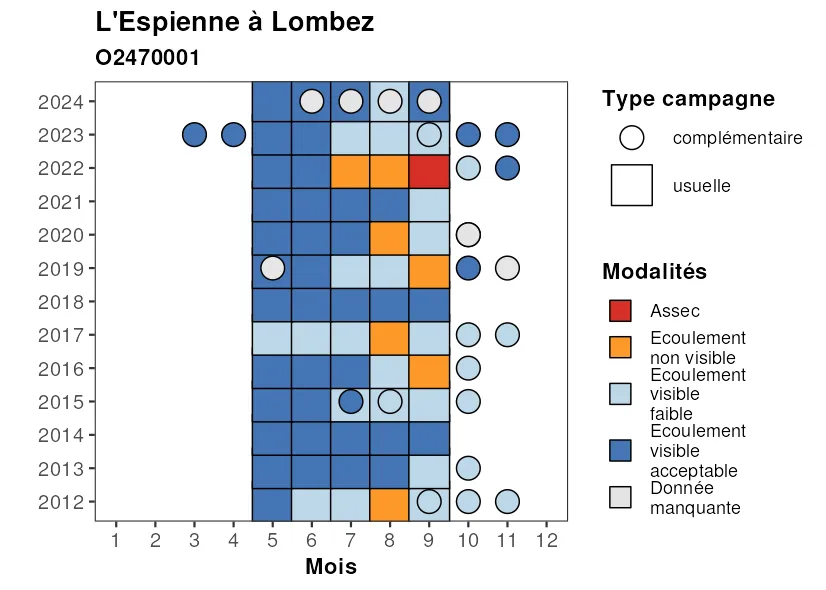 L'Espienne à Lombez
O2470001
2024
2023
2022
2021
2020
2019
2018
2017
2016
2015
2014
2013
2012
1 2 3 4 5 6 7 8 9 10 11 12
Mois
Type campagne
complémentaire
usuelle
Modalités
Assec
Ecoulement
non visible
Ecoulement
visible
faible
Ecoulement
visible
acceptable
Donnée
manquante